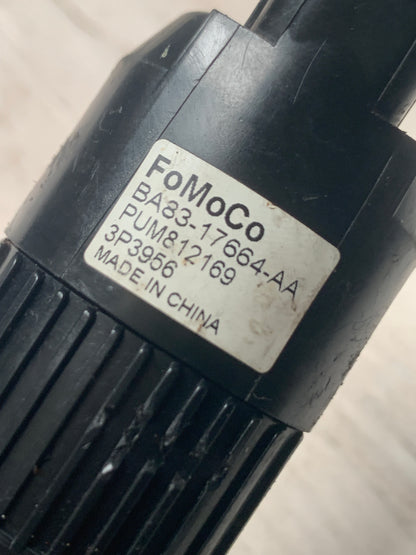 FoMoCo
BA83-17664-AA
PUM812169
3P3956
MADE IN CHINA